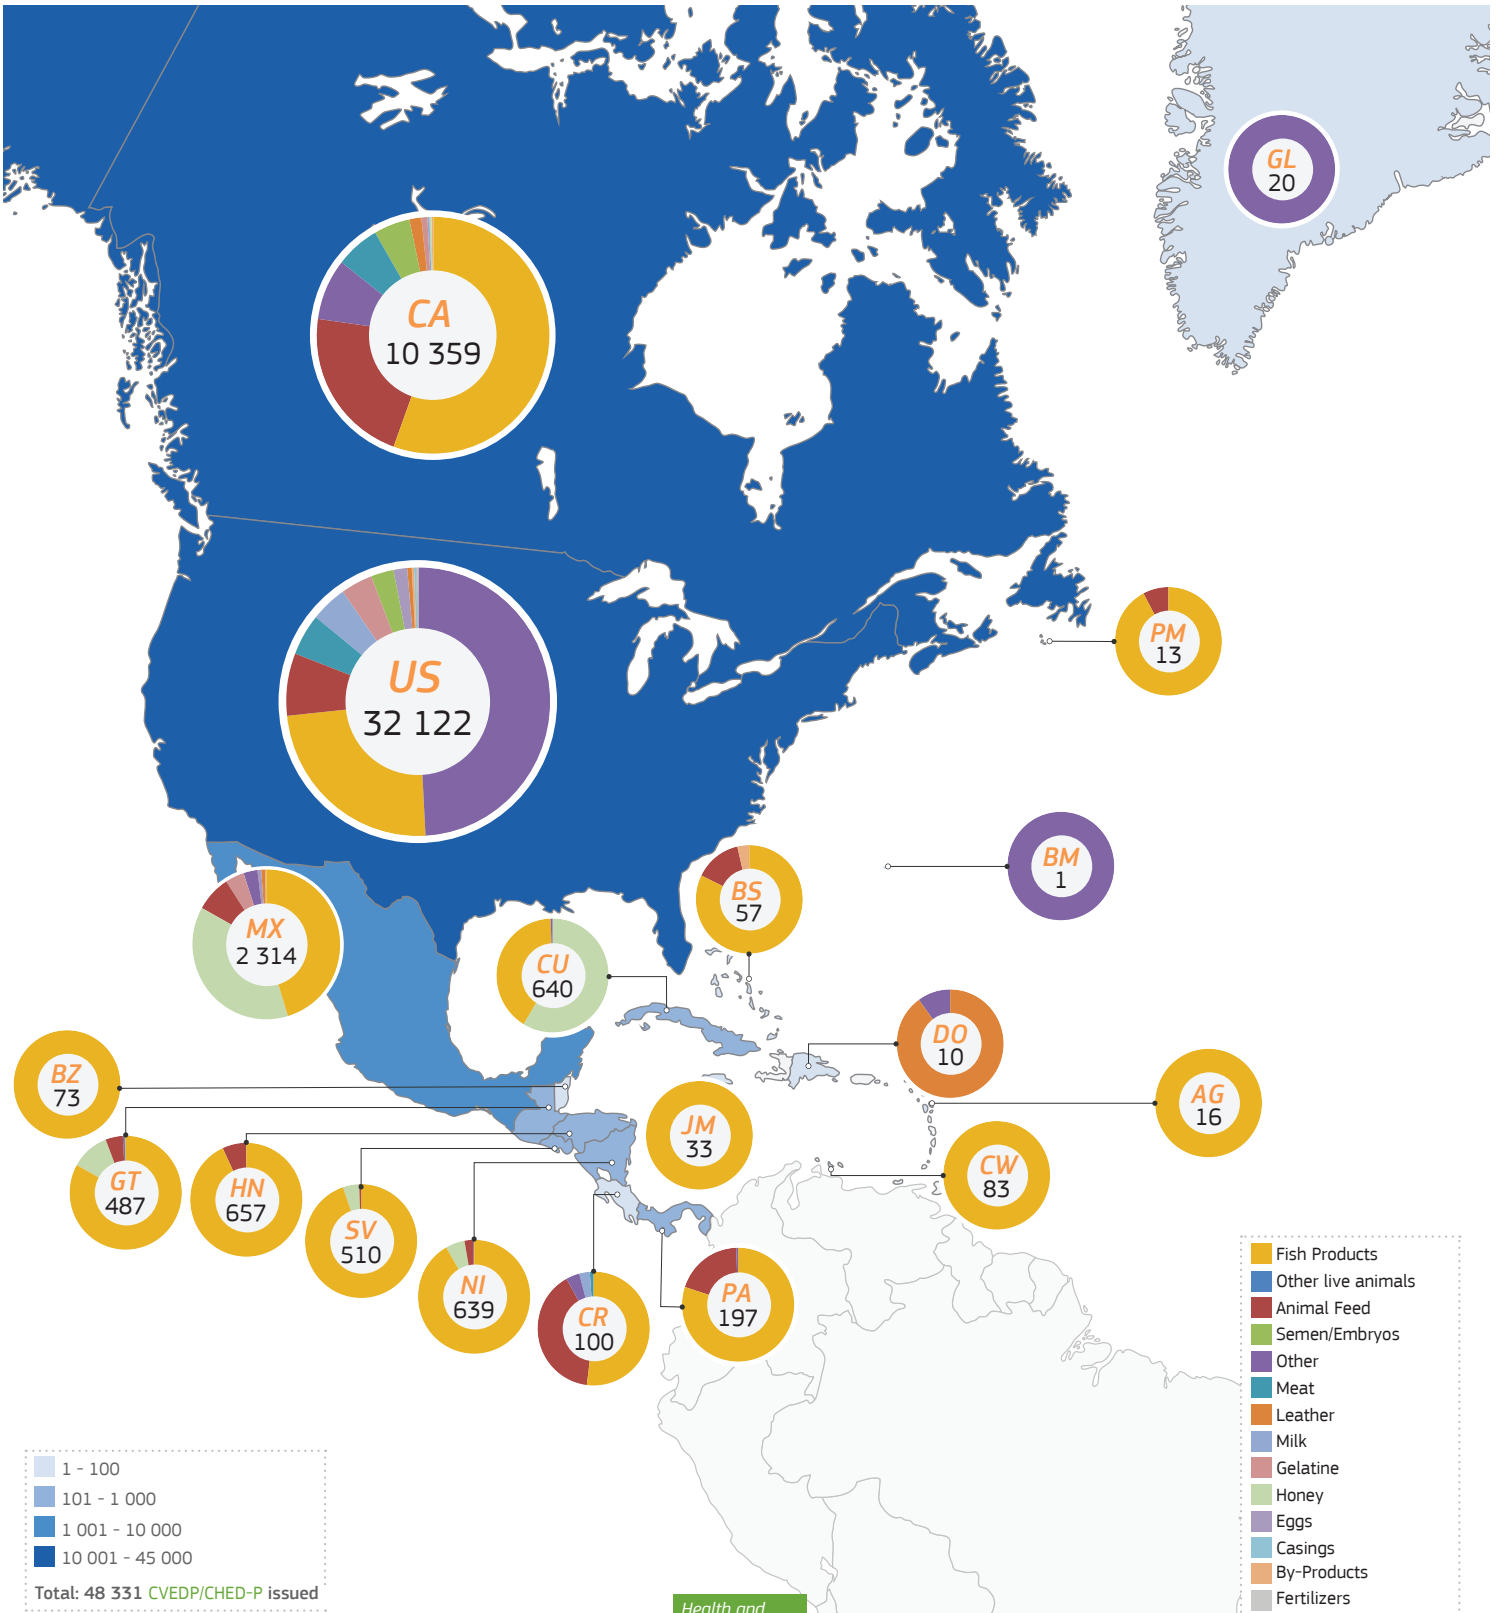 GL
20
CA
10 359
PM
13
US
32 122
BM
1
BS
57
MX
2 314
CU
640
DO
10
BZ
73
AG
16
JM
33
GT
487
HN
657
CW
83
SV
510
NI
639
CR
100
PA
197
Fish Products
Other live animals
Animal Feed
Semen/Embryos
Other
Meat
Leather
Milk
Gelatine
Honey
Eggs
Casings
By-Products
Fertilizers
1 - 100
101 - 1 000
1 001 - 10 000
10 001 - 45 000
Total: 48 331 CVEDP/CHED-P issued
Health and